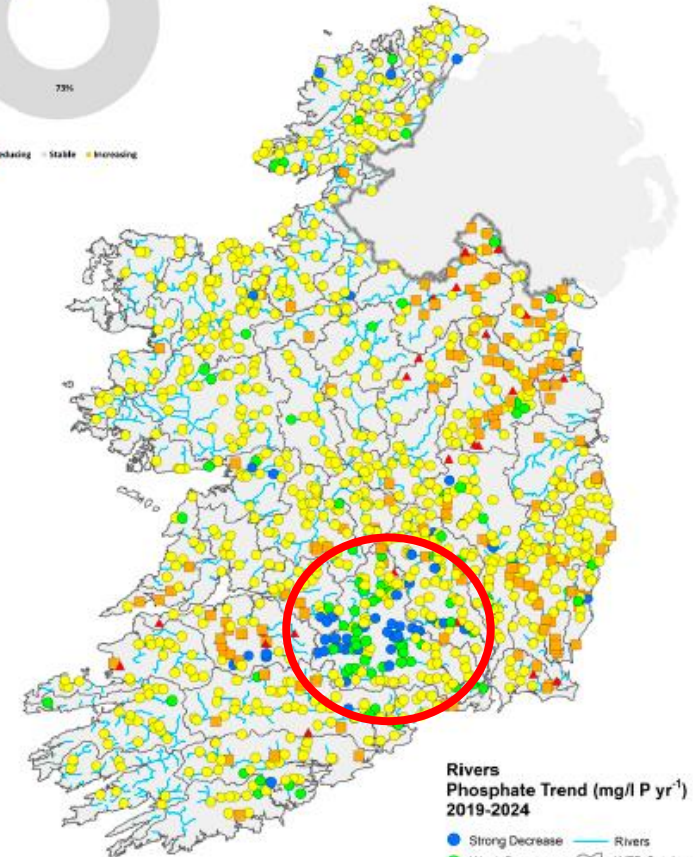 73%
educing Stable Increasing
Rivers
Phosphate Trend (mg/l P yr⁻¹)
2019-2024
Strong Decrease Rivers